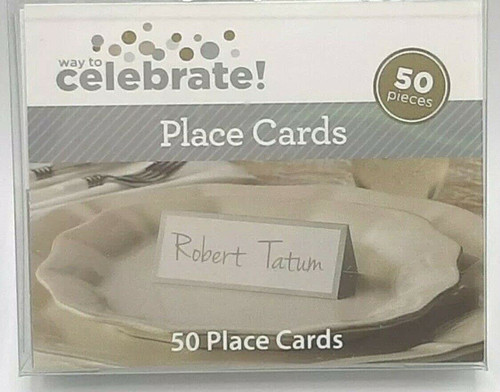 way to
celebrate!
50
pieces
Place Cards
Robert Tatum
50 Place Cards